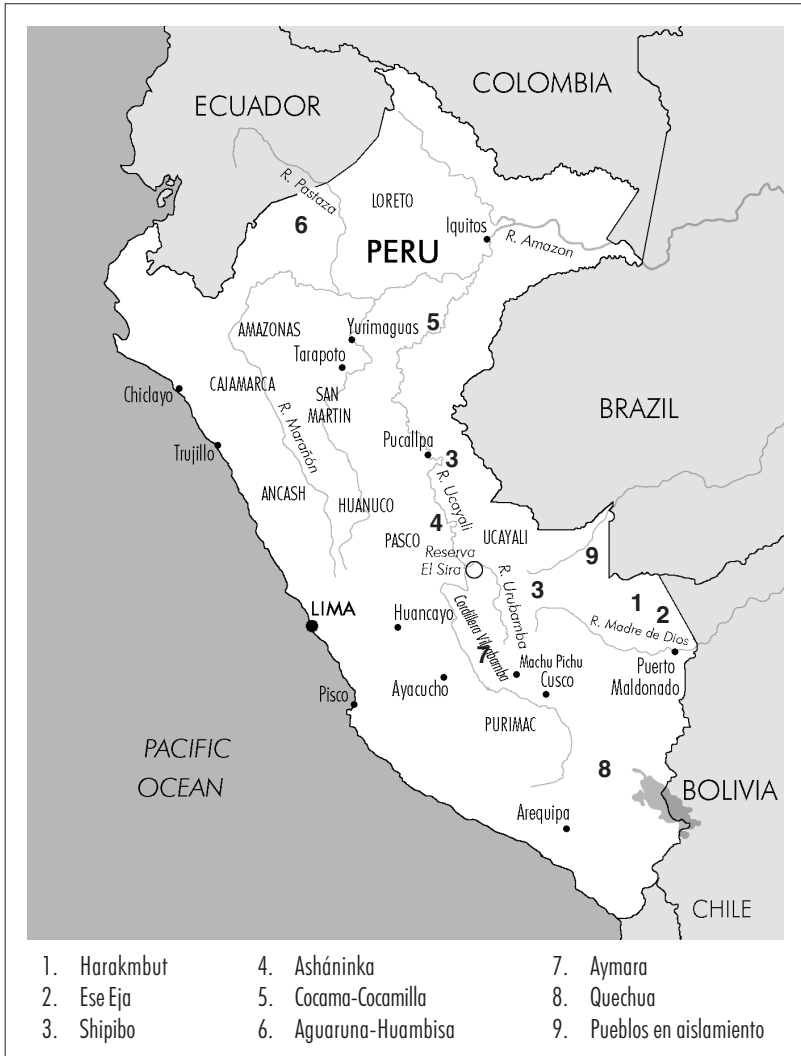 COLOMBIA
ECUADOR
R. Pastaza
LORETO
Iquitos
6
PERU
R. Amazon
5
AMAZONAS
Yurimaguas
Tarapoto
CAJAMARCA
SAN
MARTIN
Chiclayo
BRAZIL
R. Marañón
Trujillo
Pucallpa
3
R. Ucayali
ANCASH
HUANUCO
4
PASCO
UCAYALI
Reserva
El Sira
9
R. Urubamba
3
1
2
LIMA
Huancayo
Cordillera Vilcabamba
R. Madre de Dios
7
Machu Pichu
Cusco
Puerto
Maldonado
Ayacucho
Pisco
PURIMAC
PACIFIC
OCEAN
8
BOLIVIA
Arequipa
CHILE
1. Harakmbut
2. Ese Eja
3. Shipibo
4. Asháninka
5. Cocama-Cocamilla
6. Aguaruna-Huambisa
7. Aymara
8. Quechua
9. Pueblos en aislamiento